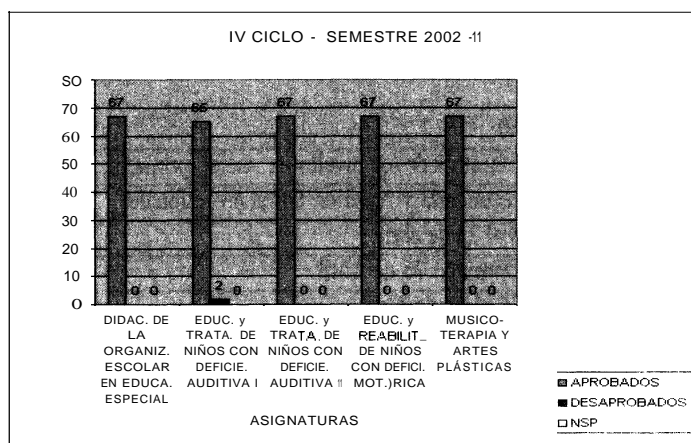 IV CICLO - SEMESTRE 2002 -11
SO
70
60
50
40
30
20
10
O
67 0 0
65 2 0
67 0 0
67 0 0
67 0 0
DIDAC. DE
LA
ORGANIZ.
ESCOLAR
EN EDUCA.
ESPECIAL
EDUC. y
TRATA. DE
NIÑOS CON
DEFICIE.
AUDITIVA I
EDUC. y
TRATA. DE
NIÑOS CON
DEFICIE.
AUDITIVA II
EDUC. y
REABILIT_
DE NIÑOS
CON DEFICI.
MOT.)RICA
MUSICO-
TERAPIA Y
ARTES
PLÁSTICAS
ASIGNATURAS
APROBADOS
DESAPROBADOS
NSP